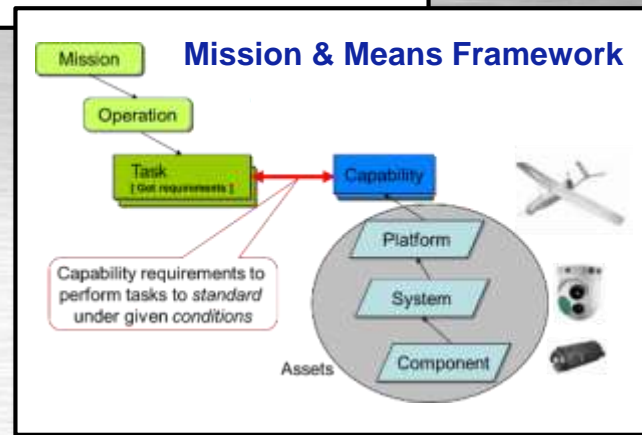 Mission & Means Framework
Mission
Operation
Task
[ Got requirements ]
Capability
Capability requirements to
perform tasks to standard
under given conditions
Platform
System
Component
Assets